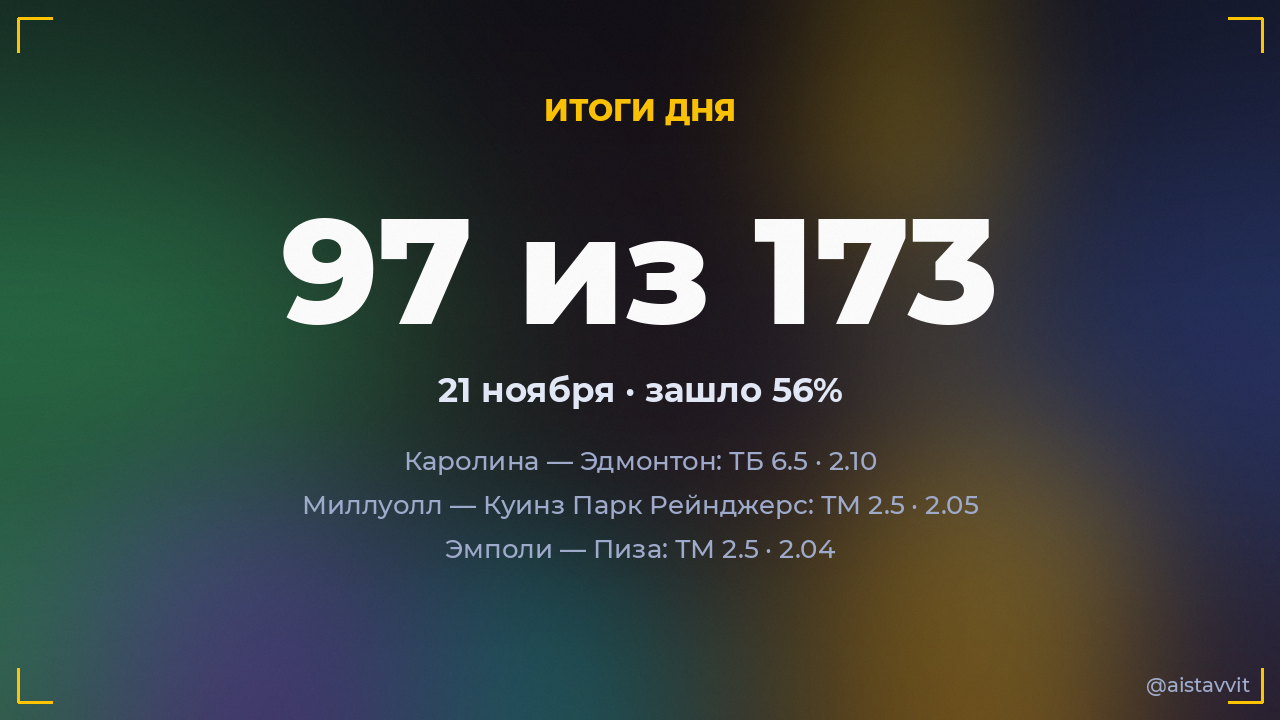 ИТОГИ ДНЯ
97 из 173
21 ноября · зашло 56%
Каролина — Эдмонтон: ТБ 6.5 · 2.10
Миллуолл — Куинз Парк Рейнджерс: ТМ 2.5 · 2.05
Эмполи — Пиза: ТМ 2.5 · 2.04
@aistavvit